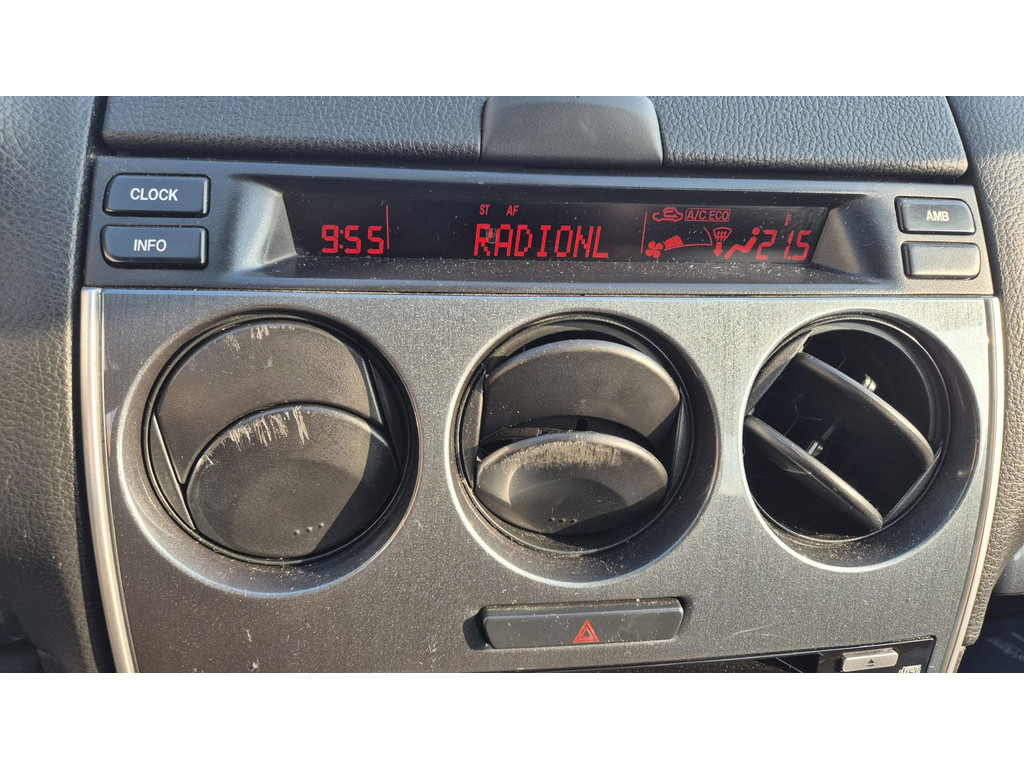 CLOCK
INFO
ST AF
9:55
RADIONL
A/C ECO
21.5
AMB